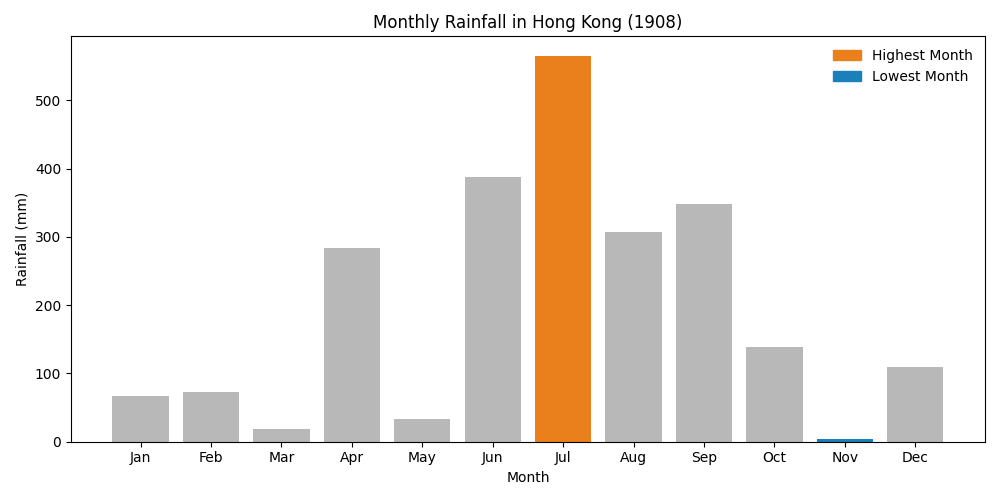 Monthly Rainfall in Hong Kong (1908)
Highest Month
Lowest Month
Rainfall (mm)
500
400
300
200
100
0
Jan Feb Mar Apr May Jun Jul Aug Sep Oct Nov Dec
Month